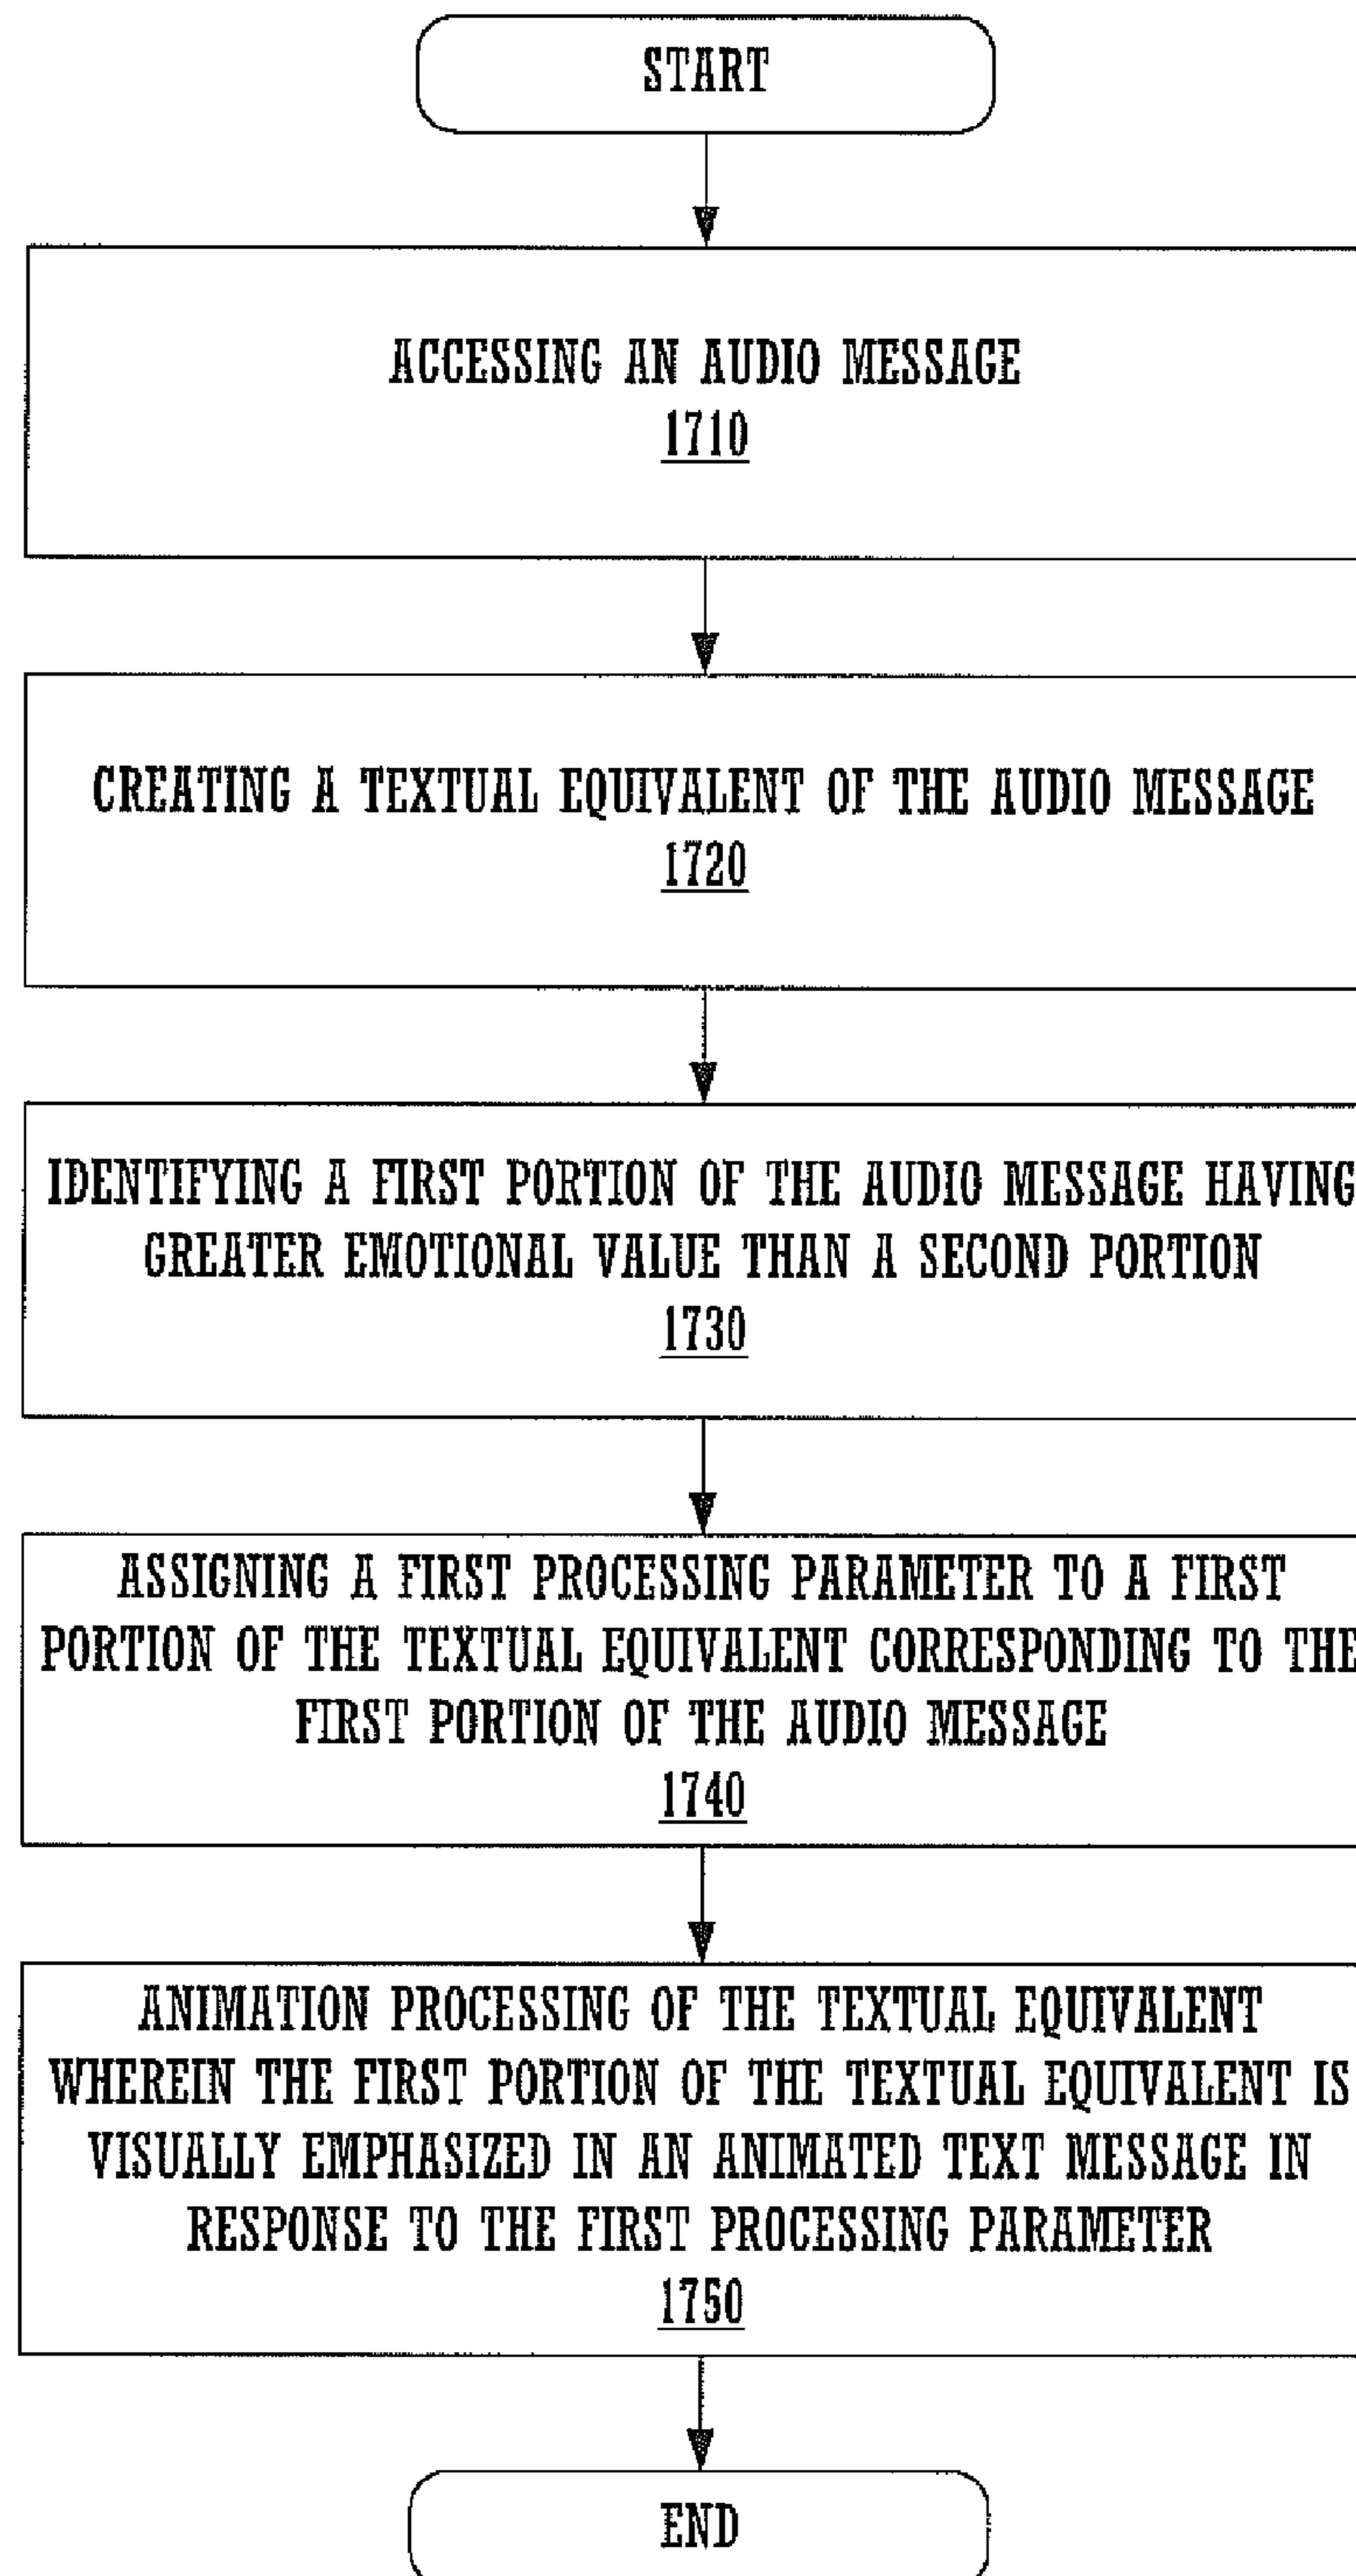 START
ACCESSING AN AUDIO MESSAGE
1710
CREATING A TEXTUAL EQUIVALENT OF THE AUDIO MESSAGE
1720
IDENTIFYING A FIRST PORTION OF THE AUDIO MESSAGE HAVING
GREATER EMOTIONAL VALUE THAN A SECOND PORTION
1730
ASSIGNING A FIRST PROCESSING PARAMETER TO A FIRST
PORTION OF THE TEXTUAL EQUIVALENT CORRESPONDING TO THE
FIRST PORTION OF THE AUDIO MESSAGE
1740
ANIMATION PROCESSING OF THE TEXTUAL EQUIVALENT
WHEREIN THE FIRST PORTION OF THE TEXTUAL EQUIVALENT IS
VISUALLY EMPHASIZED IN AN ANIMATED TEXT MESSAGE IN
RESPONSE TO THE FIRST PROCESSING PARAMETER
1750
END